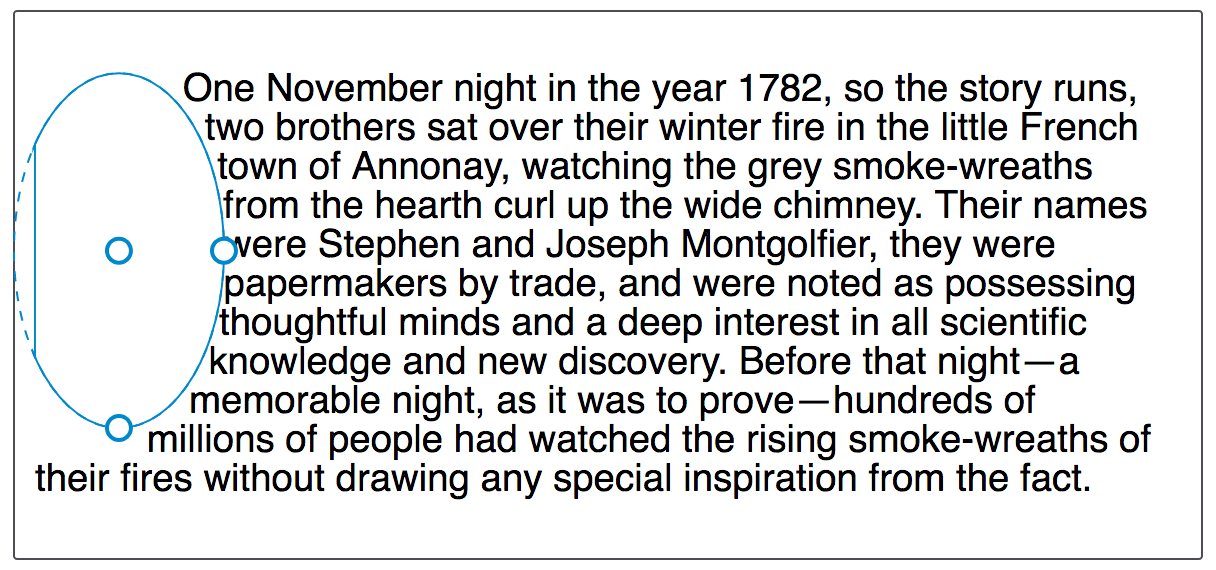 One November night in the year 1782, so the story runs,
two brothers sat over their winter fire in the little French
town of Annonay, watching the grey smoke-wreaths
from the hearth curl up the wide chimney. Their names
were Stephen and Joseph Montgolfier, they were
papermakers by trade, and were noted as possessing
thoughtful minds and a deep interest in all scientific
knowledge and new discovery. Before that night—a
memorable night, as it was to prove—hundreds of
millions of people had watched the rising smoke-wreaths of
their fires without drawing any special inspiration from the fact.